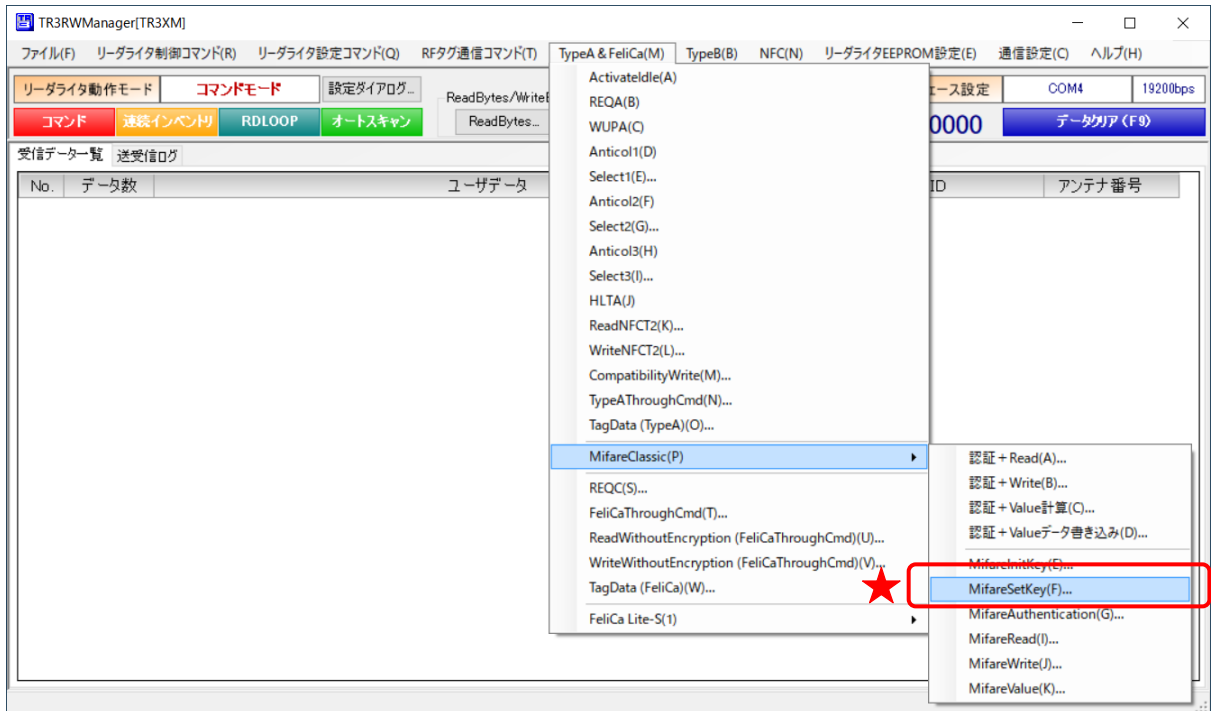 TR3RWManager[TR3XM]
ファイル(F) リーダライタ制御コマンド(R) リーダライタ設定コマンド(Q) RFタグ通信コマンド(T) TypeA & FeliCa(M) TypeB(B) NFC(N) リーダライタEEPROM設定(E) 通信設定(C) ヘルプ(H)
リーダライタ動作モード コマンドモード 設定ダイアログ... ース設定 COM4 19200bps
ReadBytes/Write
コマンド 連続インベントリ RDLOOP オートスキャン ReadBytes... 0000 データクリア (F9)
受信データ一覧 送受信ログ
No. データ数 ユーザデータ ID アンテナ番号
ActivateIdle(A)
REQA(B)
WUPA(C)
Anticol1(D)
Select1(E)...
Anticol2(F)
Select2(G)...
Anticol3(H)
Select3(I)...
HLTA(J)
ReadNFCT2(K)...
WriteNFCT2(L)...
CompatibilityWrite(M)...
TypeAThroughCmd(N)...
TagData (TypeA)(O)...
MifareClassic(P)
REQC(S)...
FeliCaThroughCmd(T)...
ReadWithoutEncryption (FeliCaThroughCmd)(U)...
WriteWithoutEncryption (FeliCaThroughCmd)(V)...
TagData (FeliCa)(W)...
FeliCa Lite-S(1)
認証+Read(A)...
認証+Write(B)...
認証+Value計算(C)...
認証+Valueデータ書き込み(D)...
MifareInitKey(E)...
MifareSetKey(F)...
MifareAuthentication(G)...
MifareRead(I)...
MifareWrite(J)...
MifareValue(K)...